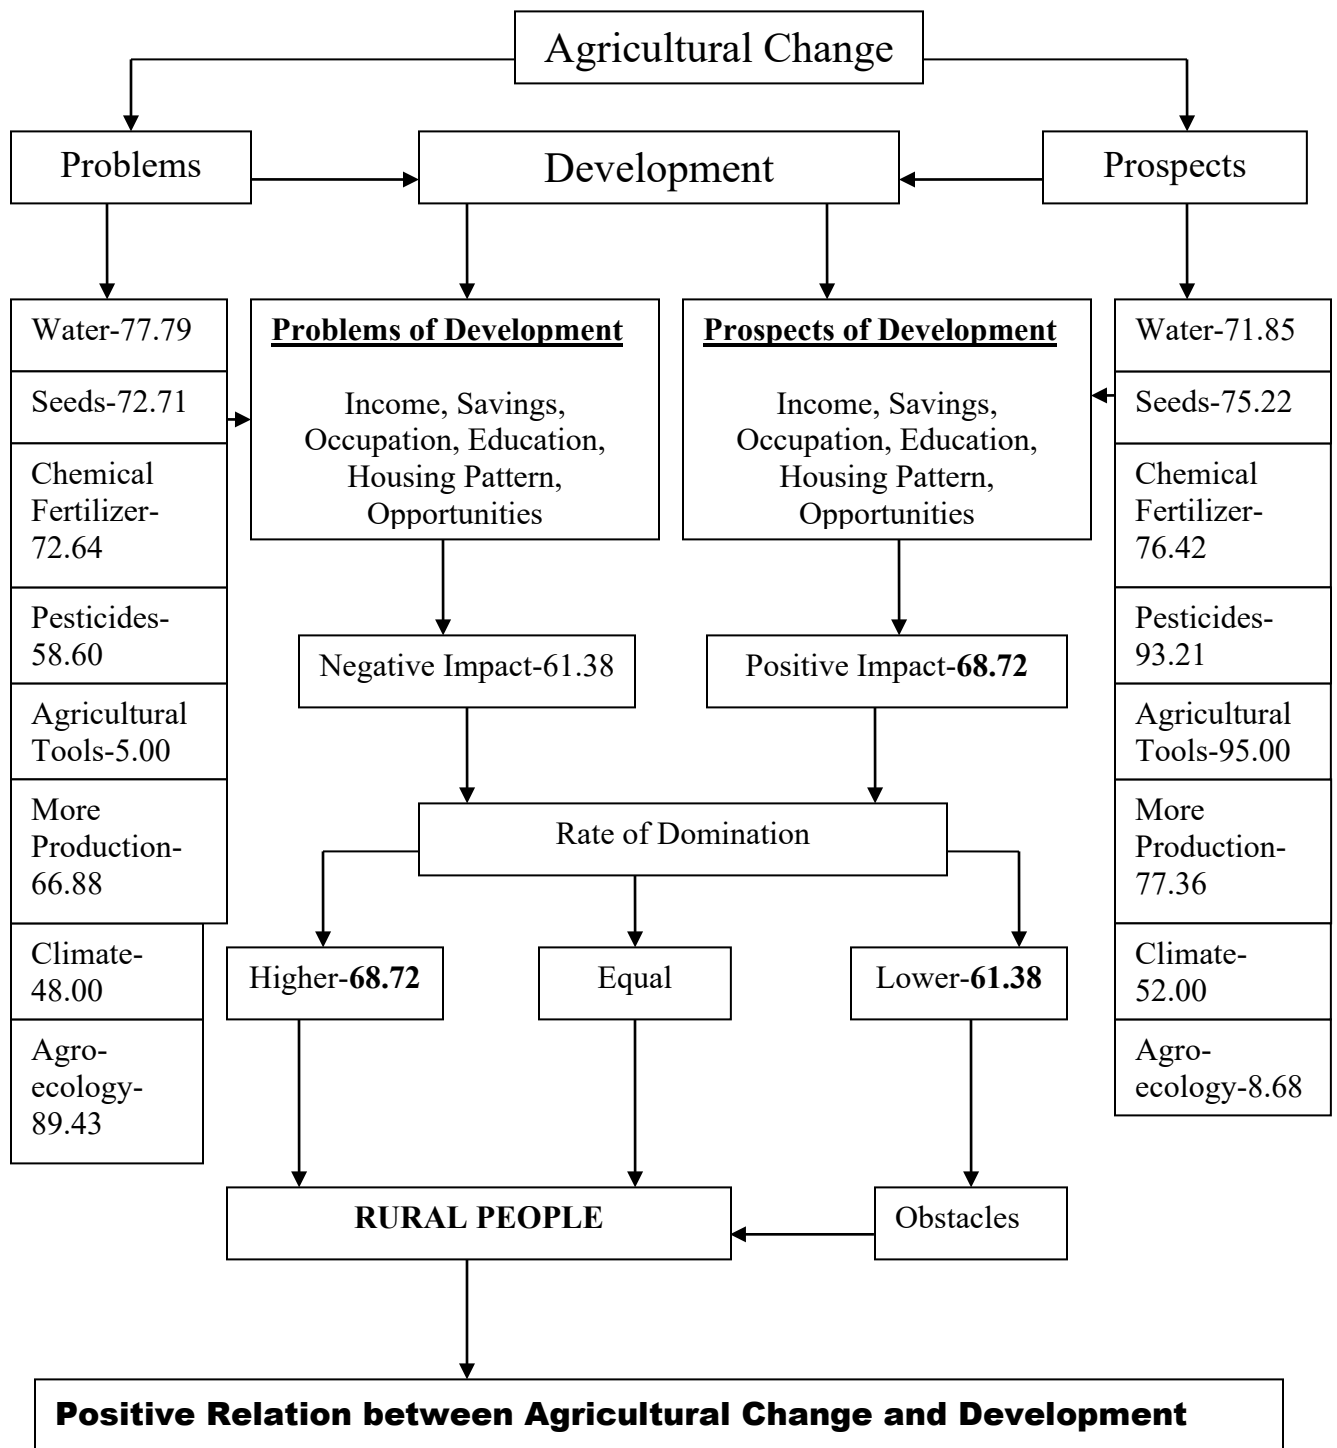 Agricultural Change
Problems
Development
Prospects
Water-77.79
Seeds-72.71
Chemical
Fertilizer-
72.64
Pesticides-
58.60
Agricultural
Tools-5.00
More
Production-
66.88
Climate-
48.00
Agro-
ecology-
89.43
Problems of Development
Income, Savings,
Occupation, Education,
Housing Pattern,
Opportunities
Prospects of Development
Income, Savings,
Occupation, Education,
Housing Pattern,
Opportunities
Water-71.85
Seeds-75.22
Chemical
Fertilizer-
76.42
Pesticides-
93.21
Agricultural
Tools-95.00
More
Production-
77.36
Climate-
52.00
Agro-
ecology-8.68
Negative Impact-61.38
Positive Impact-68.72
Rate of Domination
Higher-68.72
Equal
Lower-61.38
RURAL PEOPLE
Obstacles
Positive Relation between Agricultural Change and Development